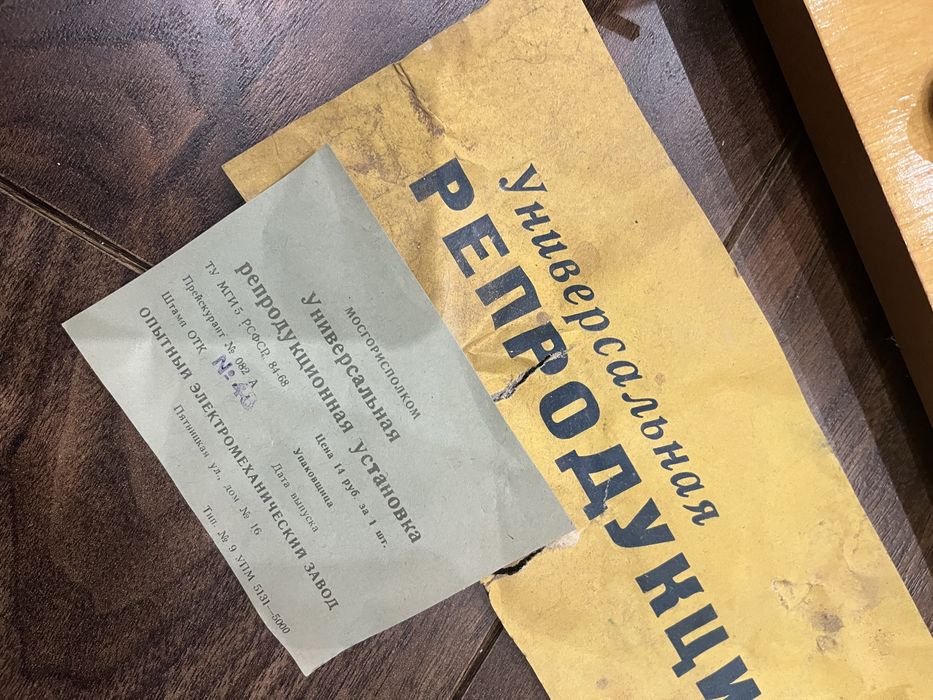 Универсальная
РЕПРОДУКЦИ
МОСГОРИСПОЛКОМ
Универсальная
репродукционная установка
ТУ МГИ5 РСФСР 84-68
Прейскурант № 082 А
Цена 14 руб. за 1 шт.
Штамп ОТК
Упаковщица
Дата выпуска
ОПЫТНЫЙ ЭЛЕКТРОМЕХАНИЧЕСКИЙ ЗАВОД
Пятницкая ул., дом № 16
Тип. № 9 УПМ 5131—5000